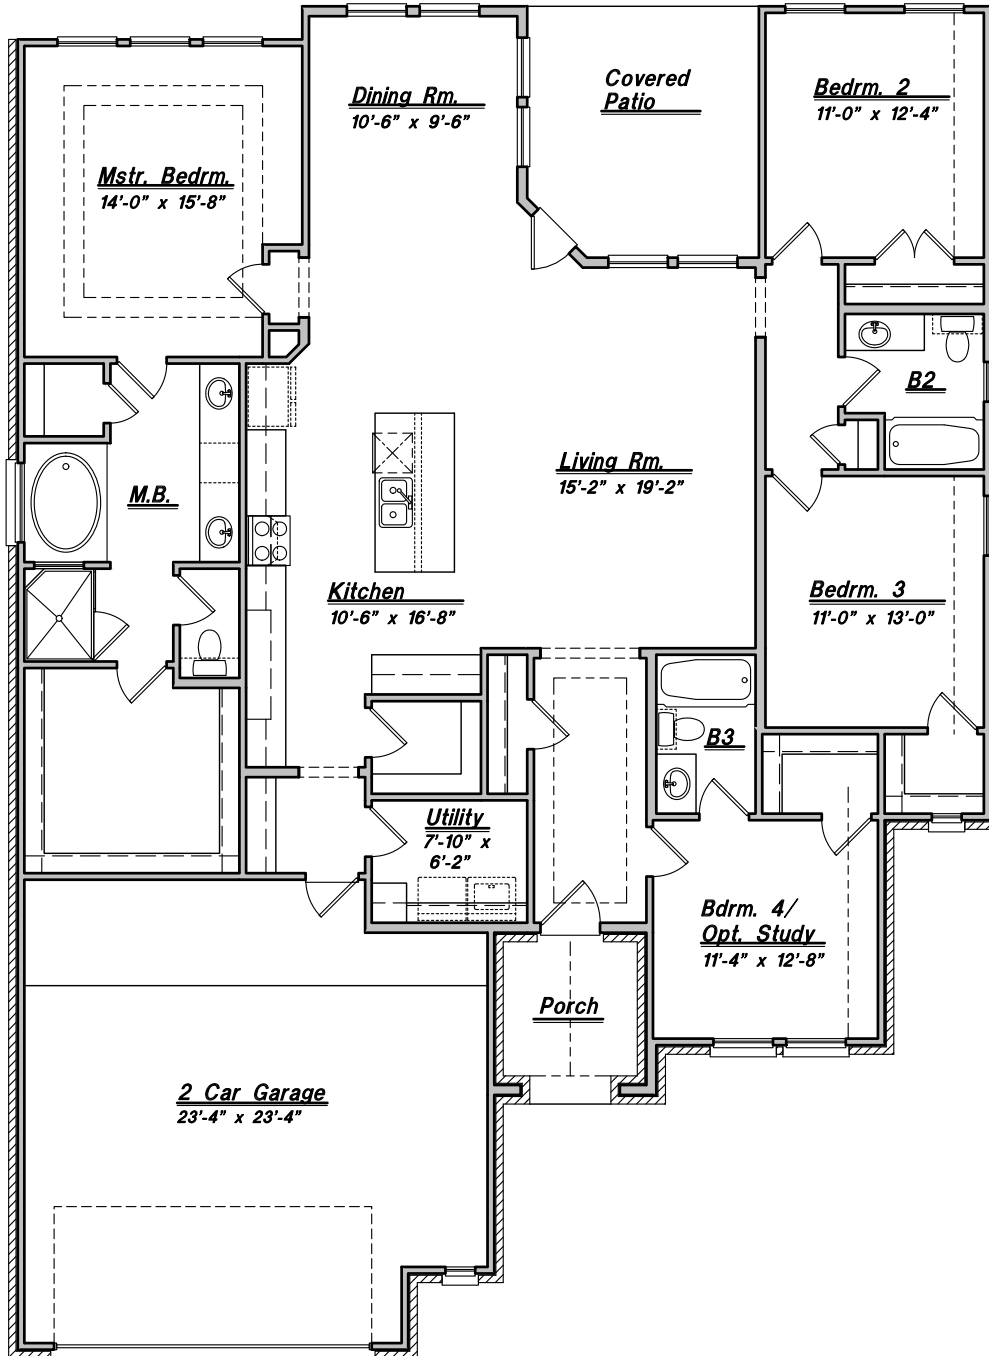 Dining Rm.
10'-6" x 9'-6"
Covered
Patio
Bedrm. 2
11'-0" x 12'-4"
Mstr. Bedrm.
14'-0" x 15'-8"
B2
M.B.
Living Rm.
15'-2" x 19'-2"
Kitchen
10'-6" x 16'-8"
Bedrm. 3
11'-0" x 13'-0"
B3
Utility
7'-10" x
6'-2"
Bdrm. 4/
Opt. Study
11'-4" x 12'-8"
Porch
2 Car Garage
23'-4" x 23'-4"